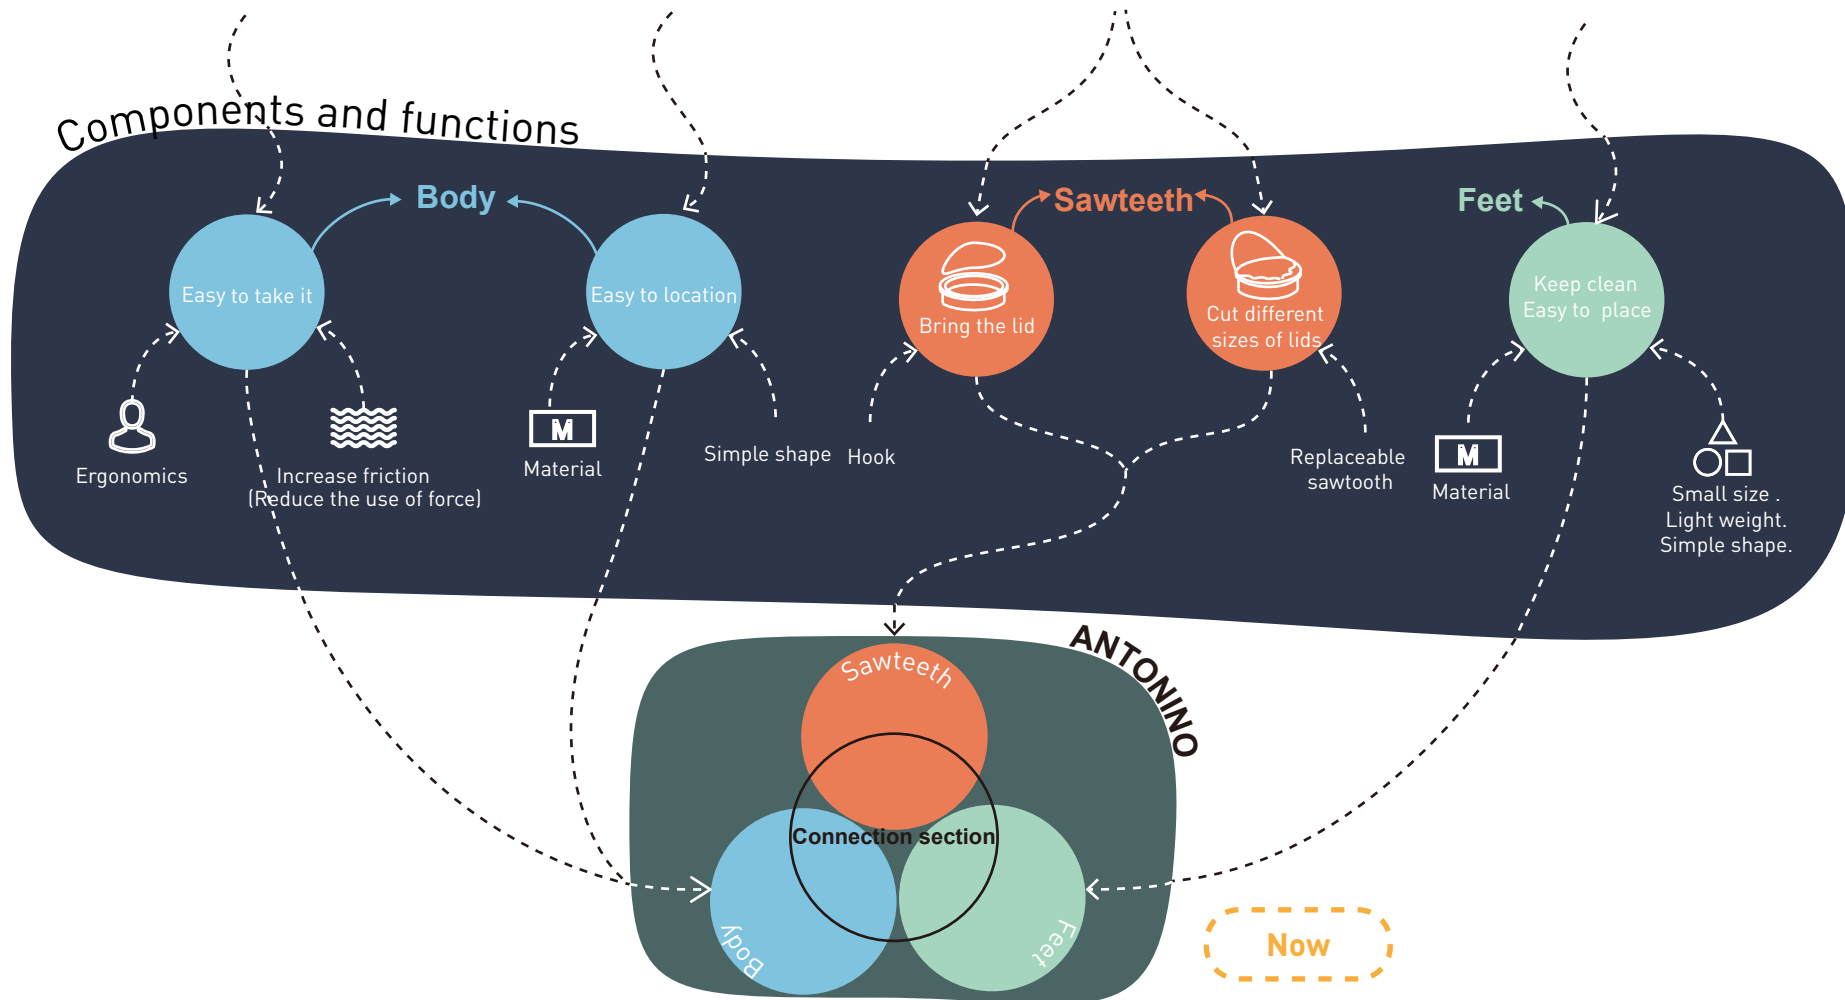 Components and functions
Body
Sawteeth
Feet
Easy to take it
Easy to location
Bring the lid
Cut different
sizes of lids
Keep clean
Easy to place
Ergonomics
Increase friction
(Reduce the use of force)
M
Material
Simple shape
Hook
Replaceable
sawtooth
M
Material
Small size .
Light weight.
Simple shape.
ANTONINO
Sawteeth
Connection section
Body
Feet
Now